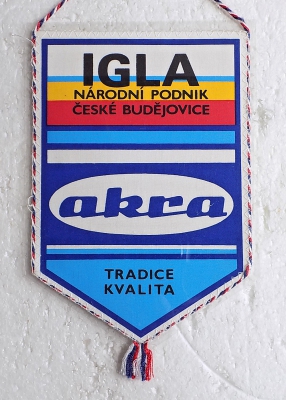 IGLA
NÁRODNÍ PODNIK
ČESKÉ BUDĚJOVICE
akra
TRADICE
KVALITA